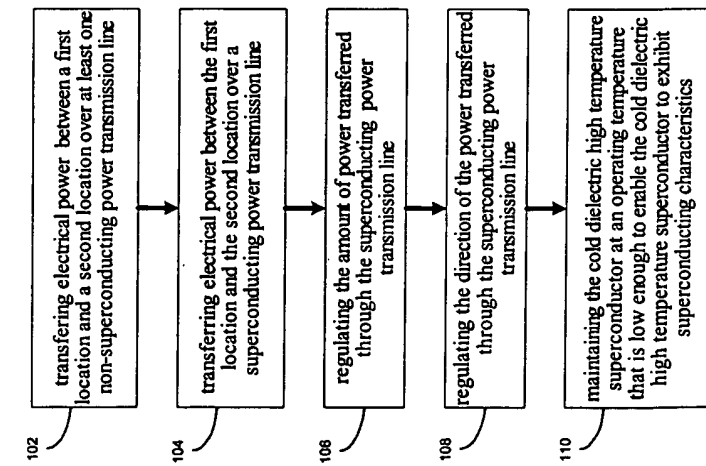 102
transfering electrical power between a first
location and a second location over at least one
non-superconducting power transmission line
104
transferring electrical power between the first
location and the second location over a
superconducting power transmission line
106
regulating the amount of power transferred
through the superconducting power
transmission line
108
regulating the direction of the power transferred
through the superconducting power
transmission line
110
maintaining the cold dielectric high temperature
superconductor at an operating temperature
that is low enough to enable the cold dielectric
high temperature superconductor to exhibit
superconducting characteristics